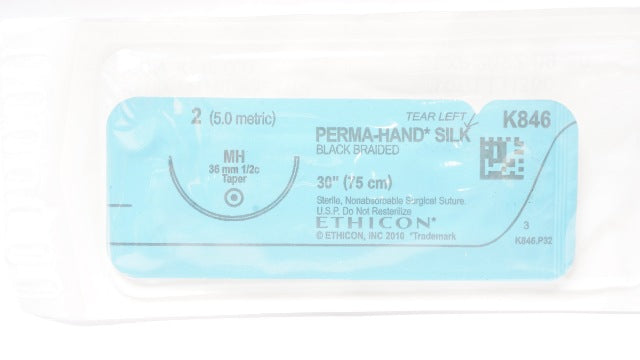 2 (5.0 metric)
TEAR LEFT
K846
PERMA-HAND* SILK
BLACK BRAIDED
MH
36 mm 1/2c
Taper
30" (75 cm)
Sterile, Nonabsorbable Surgical Suture.
U.S.P. Do Not Resterilize
ETHICON*
© ETHICON, INC 2010 *Trademark
3
K846.P32